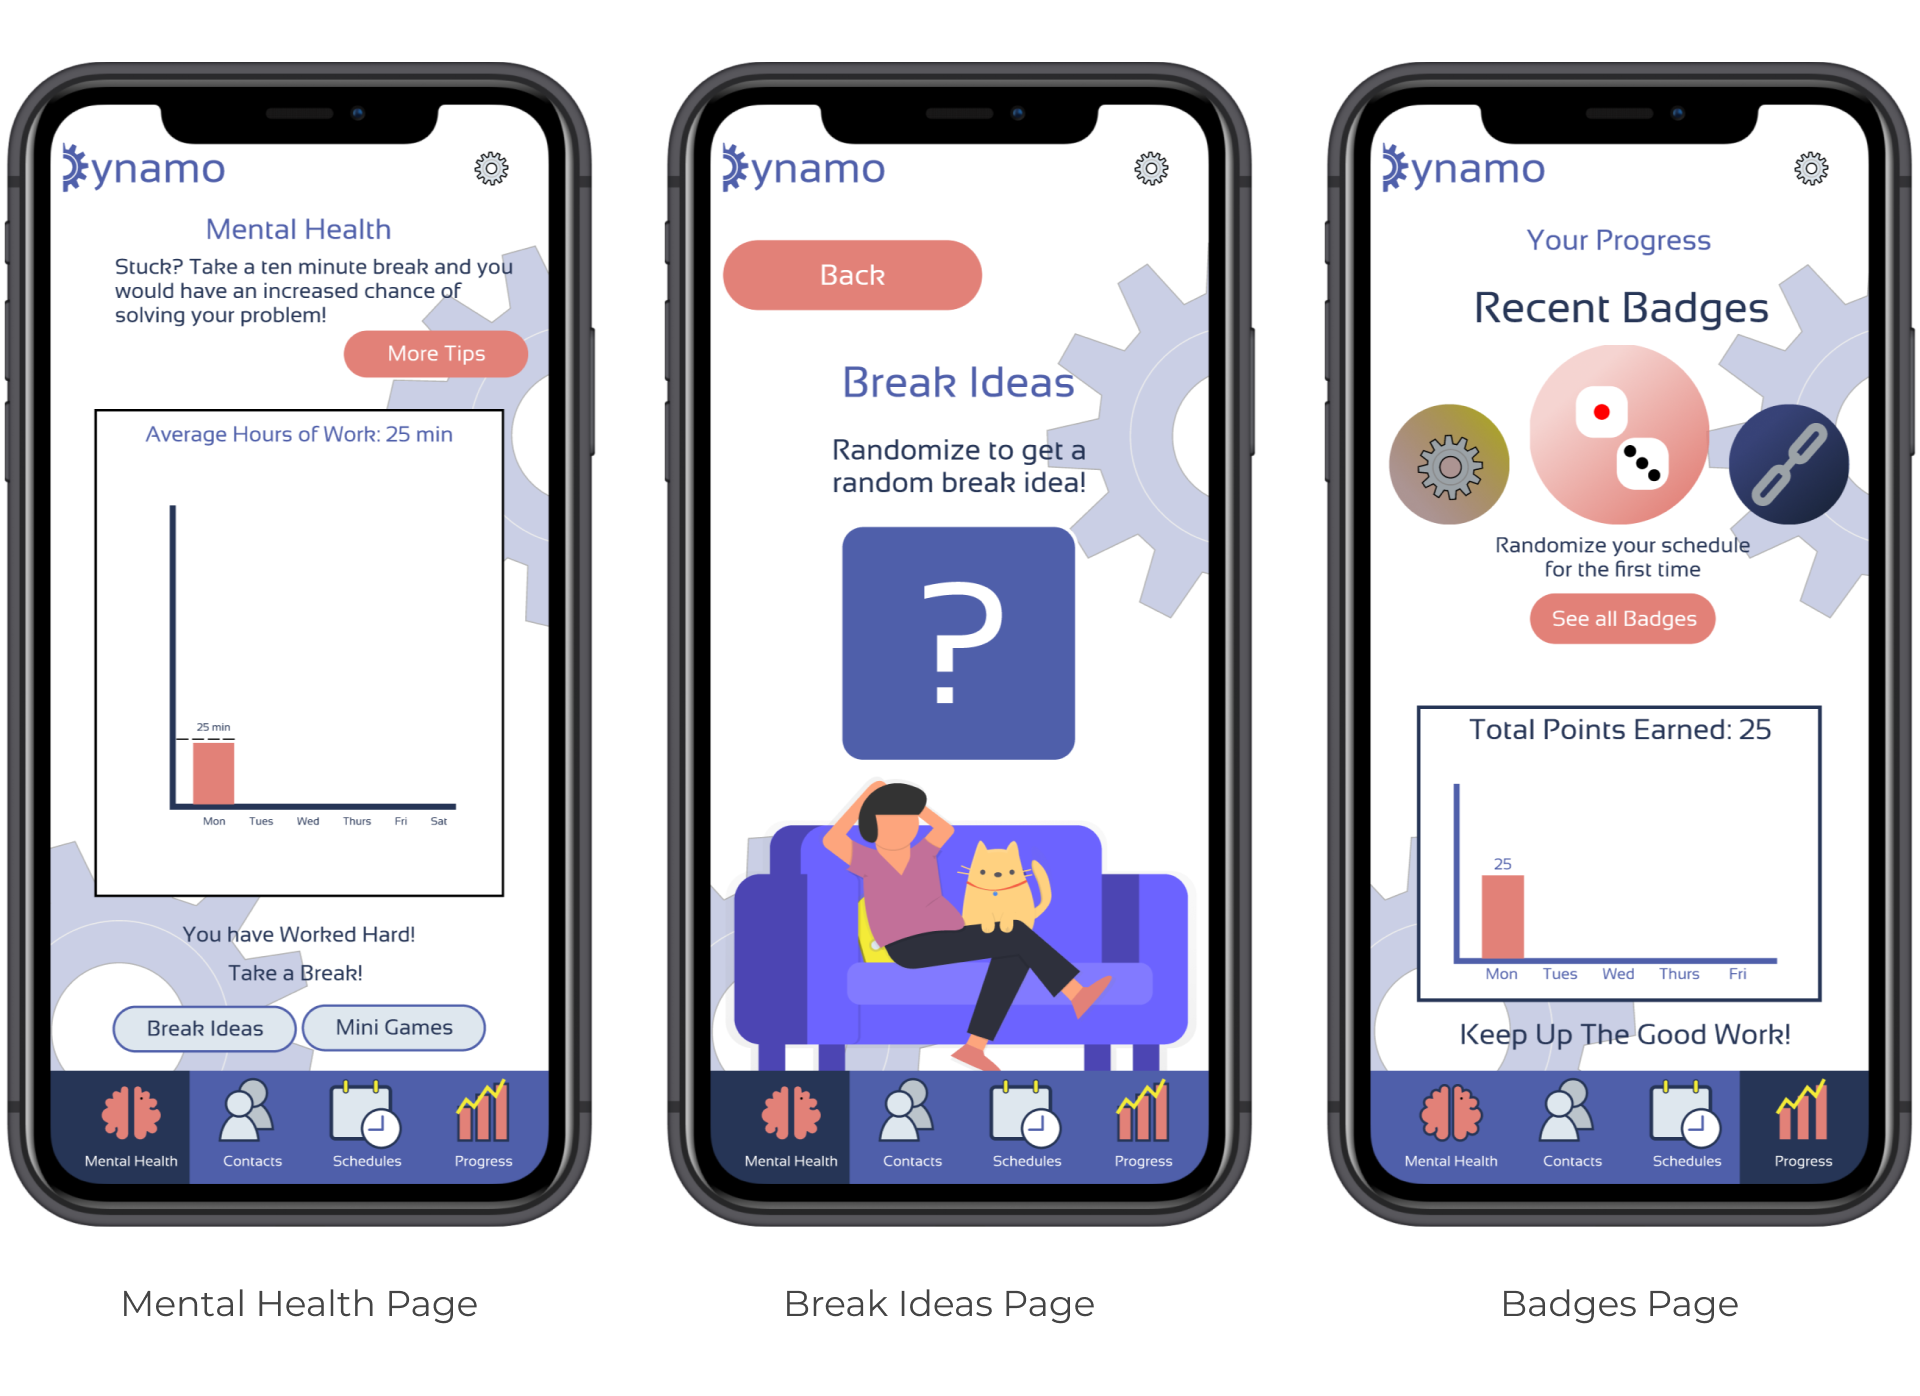 Dynamo
Mental Health
Stuck? Take a ten minute break and you
would have an increased chance of
solving your problem!
More Tips
Average Hours of Work: 25 min
25 min
Mon Tues Wed Thurs Fri Sat
You have Worked Hard!
Take a Break!
Break Ideas Mini Games
Mental Health Contacts Schedules Progress
Mental Health Page
Dynamo
Back
Break Ideas
Randomize to get a
random break idea!
?
Mental Health Contacts Schedules Progress
Break Ideas Page
Dynamo
Your Progress
Recent Badges
Randomize your schedule
for the first time
See all Badges
Total Points Earned: 25
25
Mon Tues Wed Thurs Fri
Keep Up The Good Work!
Mental Health Contacts Schedules Progress
Badges Page